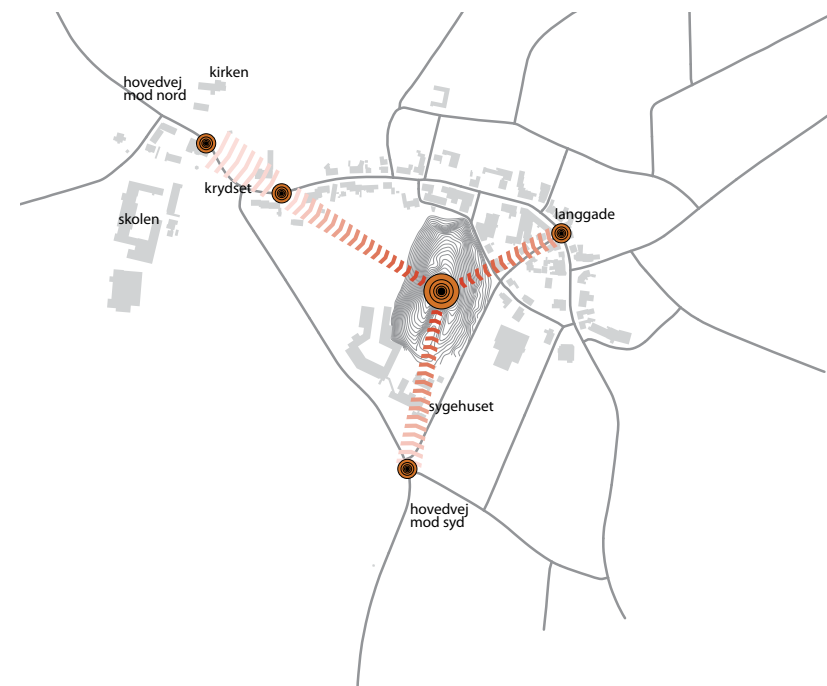 kirken
hovedvej
mod nord
krydset
skolen
langgade
sygehuset
hovedvej
mod syd